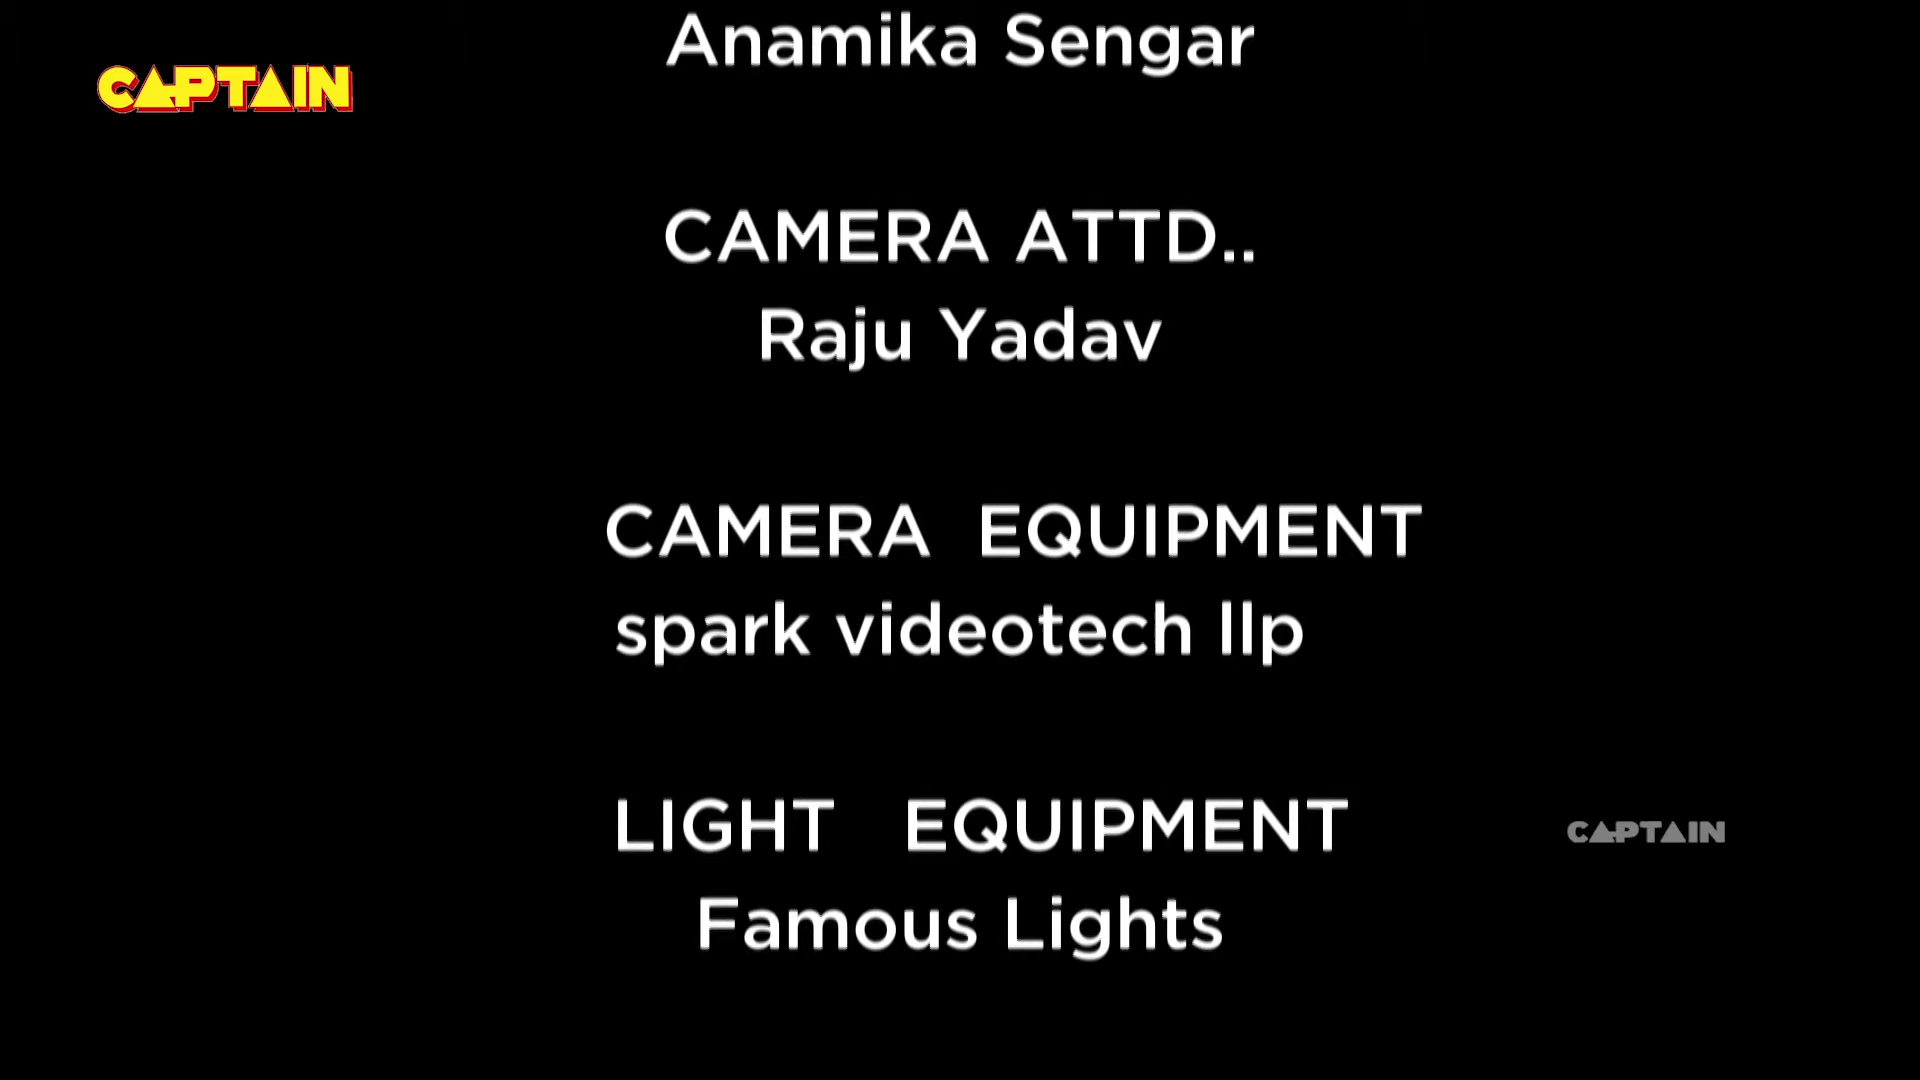 Anamika Sengar
CAPTAIN
CAMERA ATTD..
Raju Yadav
CAMERA EQUIPMENT
spark videotech llp
LIGHT EQUIPMENT
CAPTAIN
Famous Lights